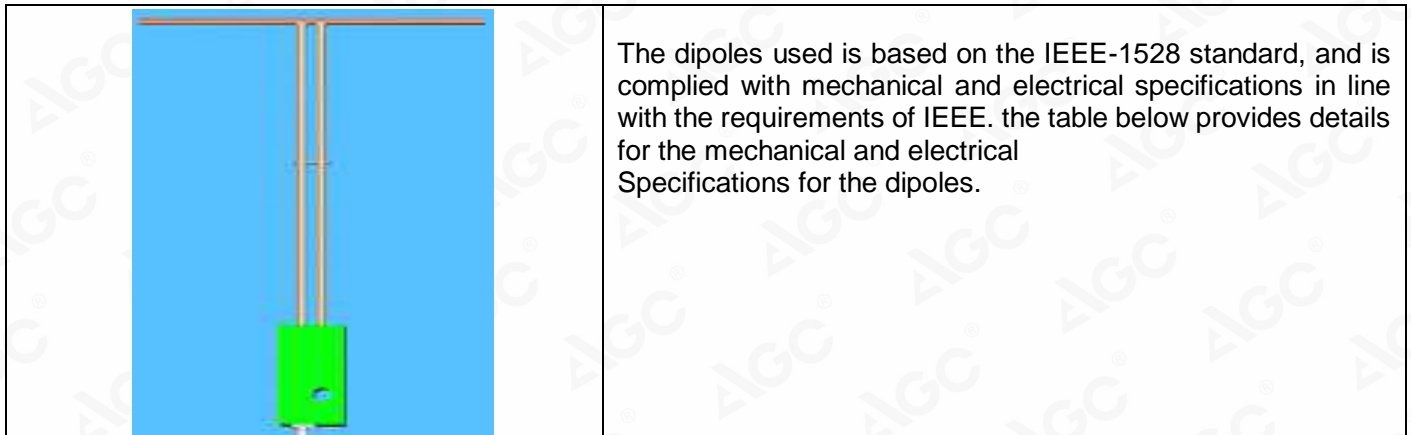 The dipoles used is based on the IEEE-1528 standard, and is
complied with mechanical and electrical specifications in line
with the requirements of IEEE. the table below provides details
for the mechanical and electrical
Specifications for the dipoles.